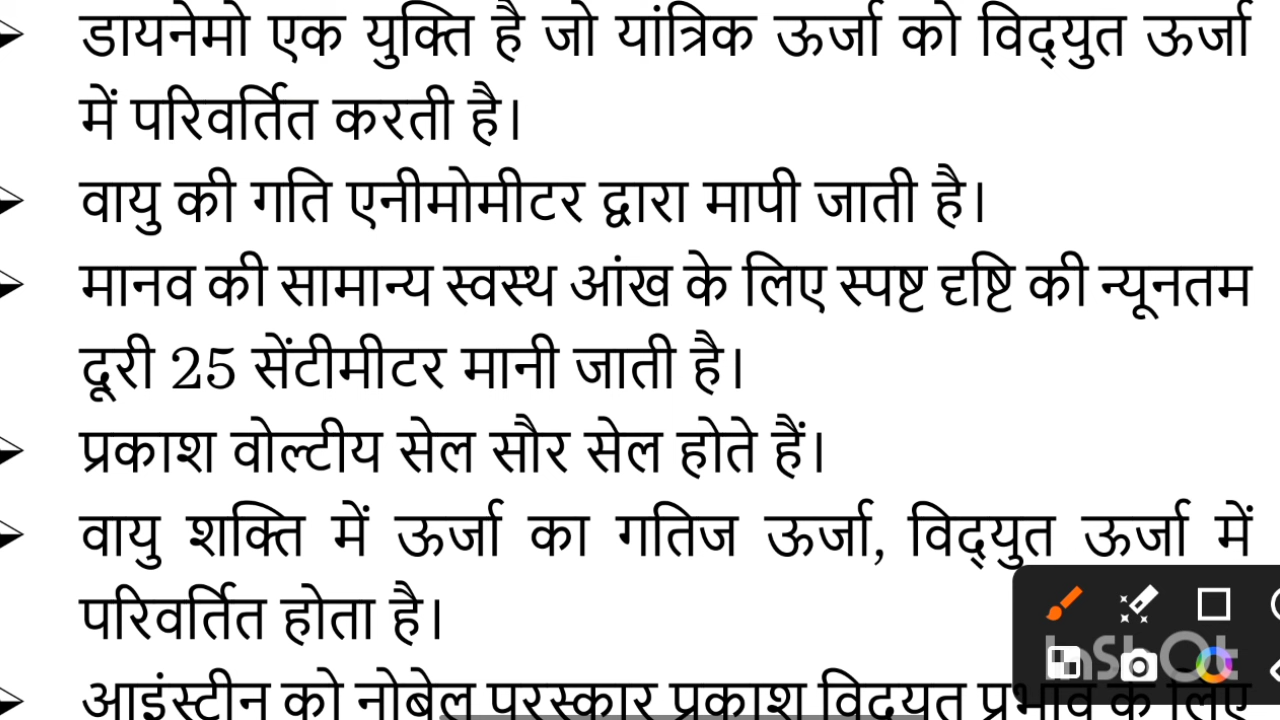 डायनेमो एक युक्ति है जो यांत्रिक ऊर्जा को विद्युत ऊर्जा
में परिवर्तित करती है।
वायु की गति एनीमोमीटर द्वारा मापी जाती है।
मानव की सामान्य स्वस्थ आंख के लिए स्पष्ट दृष्टि की न्यूनतम
दूरी 25 सेंटीमीटर मानी जाती है।
प्रकाश वोल्टीय सेल सौर सेल होते हैं।
वायु शक्ति में ऊर्जा का गतिज ऊर्जा, विद्युत ऊर्जा में
परिवर्तित होता है।
आइंस्टीन को नोबेल पुरस्कार प्रकाश विद्युत प्रभाव के लिए
InShOt